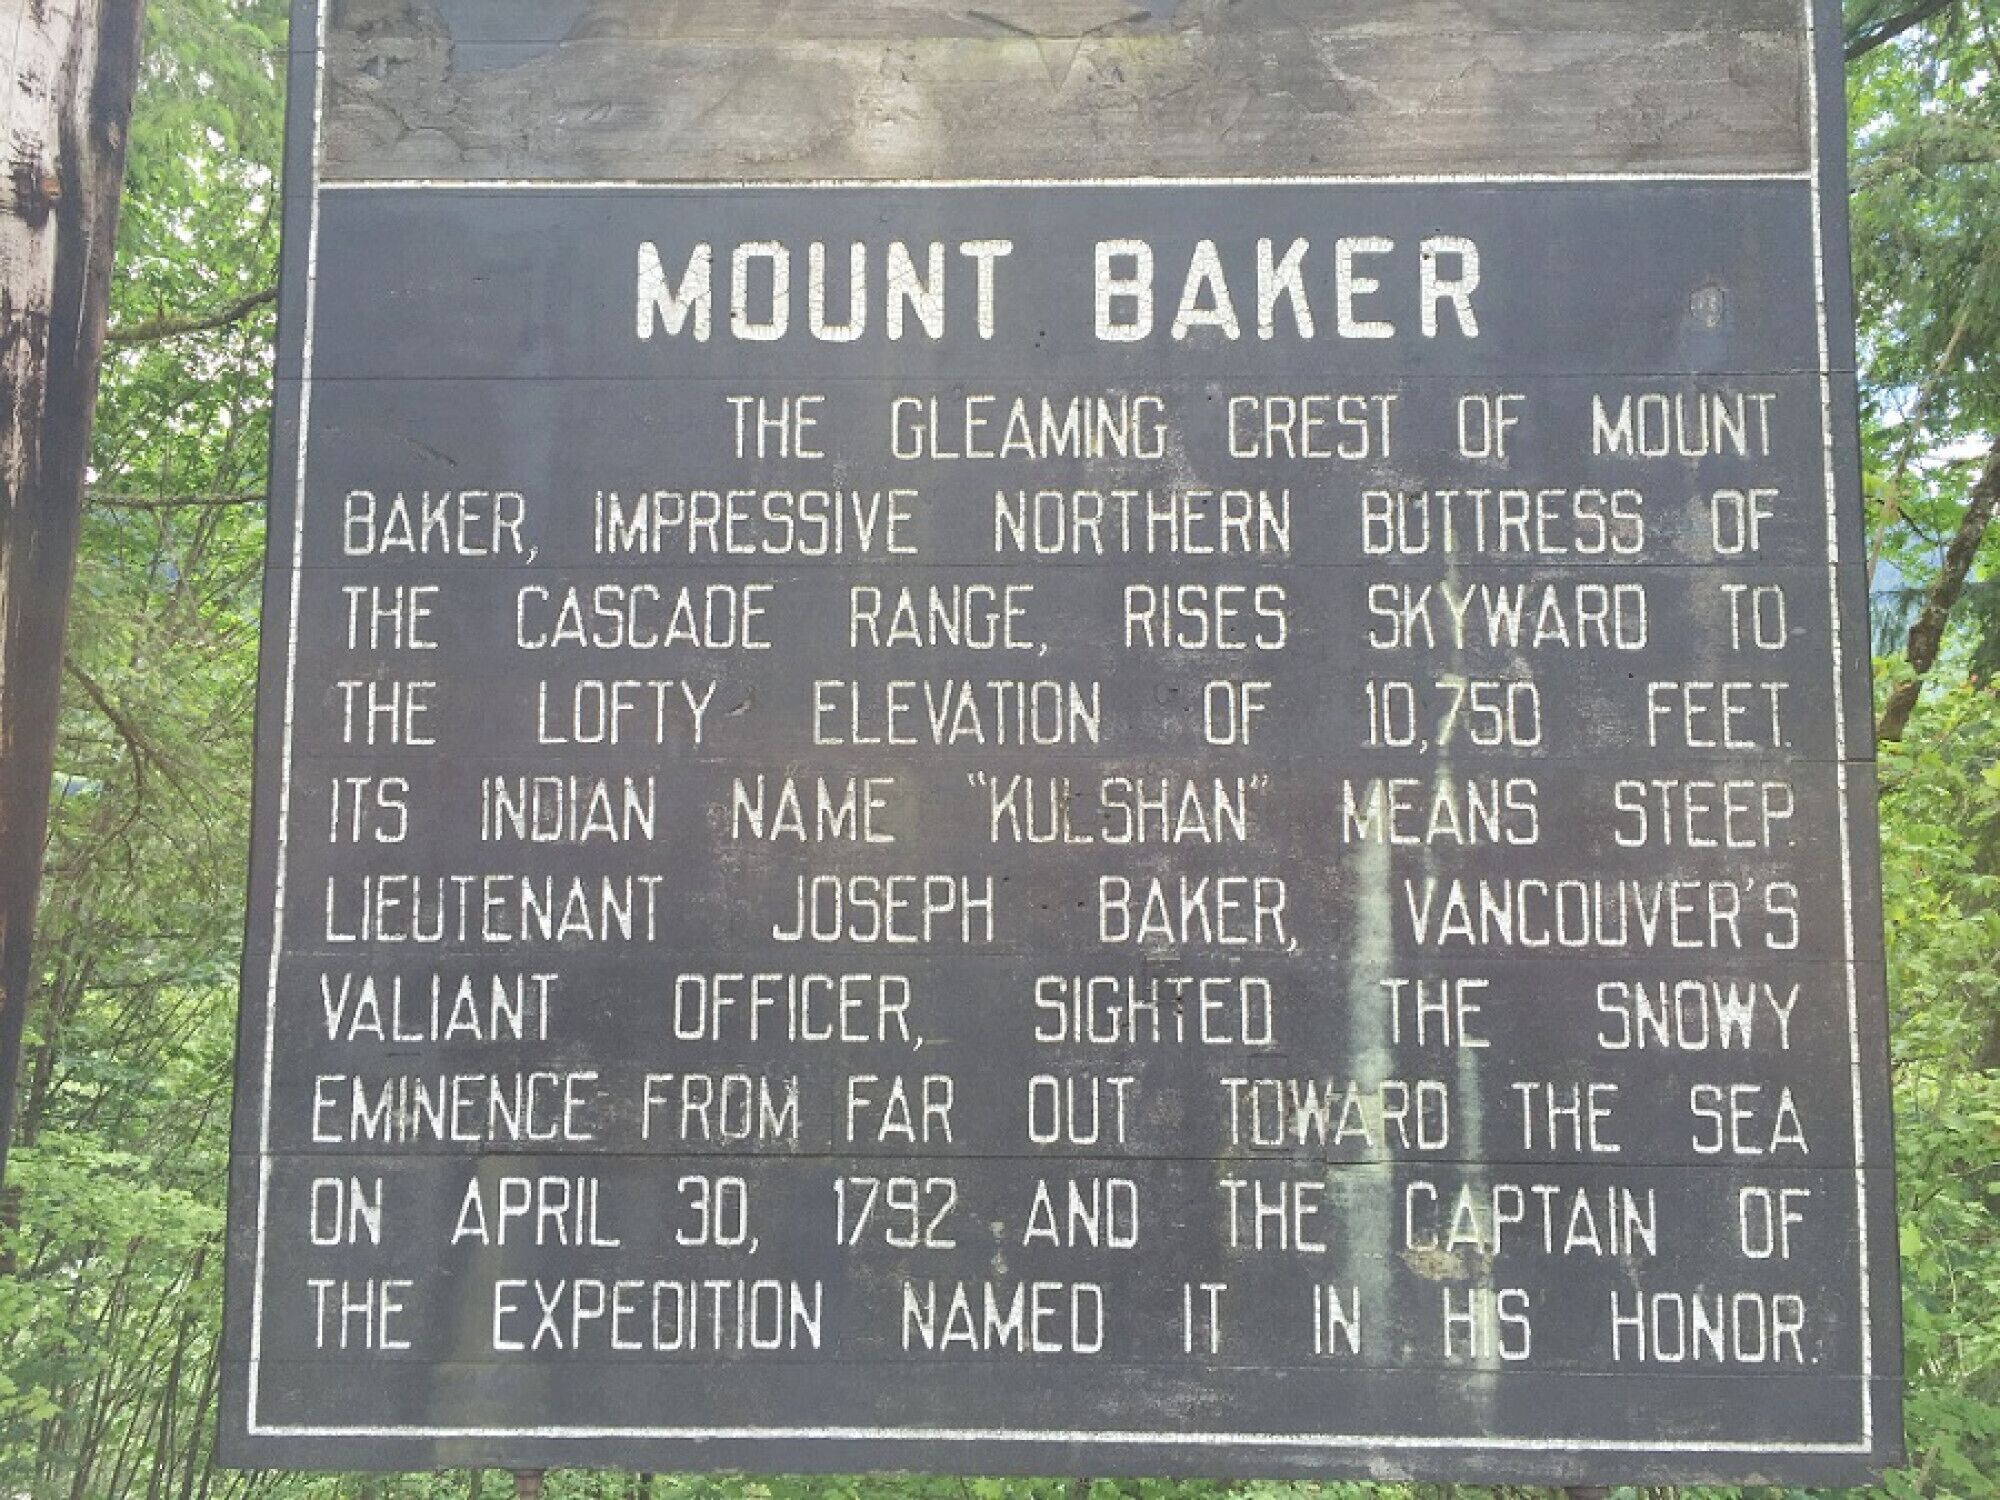 MOUNT BAKER
THE GLEAMING CREST OF MOUNT
BAKER, IMPRESSIVE NORTHERN BUTTRESS OF
THE CASCADE RANGE, RISES SKYWARD TO
THE LOFTY ELEVATION OF 10,750 FEET.
ITS INDIAN NAME "KULSHAN" MEANS STEEP.
LIEUTENANT JOSEPH BAKER, VANCOUVER'S
VALIANT OFFICER, SIGHTED THE SNOWY
EMINENCE FROM FAR OUT TOWARD THE SEA
ON APRIL 30, 1792 AND THE CAPTAIN OF
THE EXPEDITION NAMED IT IN HIS HONOR.